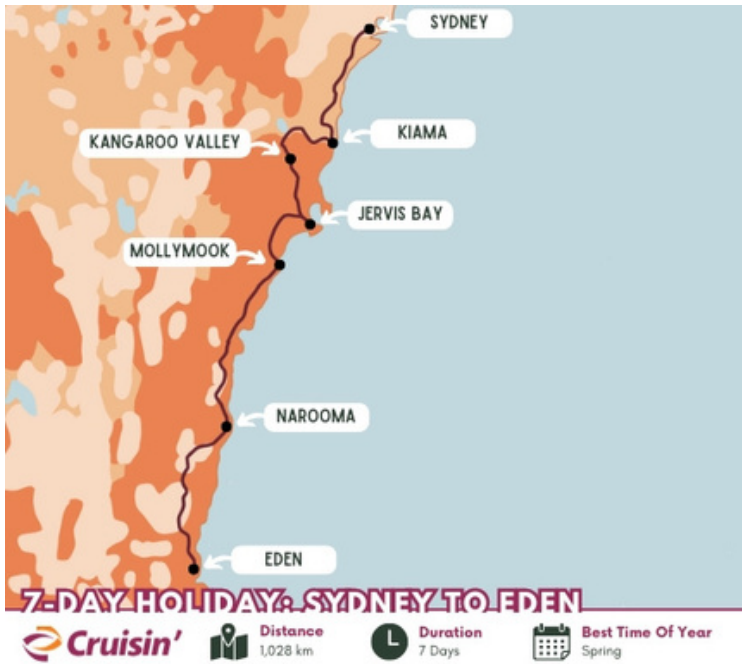 SYDNEY
KIAMA
KANGAROO VALLEY
JERVIS BAY
MOLLYMOOK
NAROOMA
EDEN
7-DAY HOLIDAY: SYDNEY TO EDEN
Cruisin'
Distance
1,028 km
Duration
7 Days
Best Time Of Year
Spring